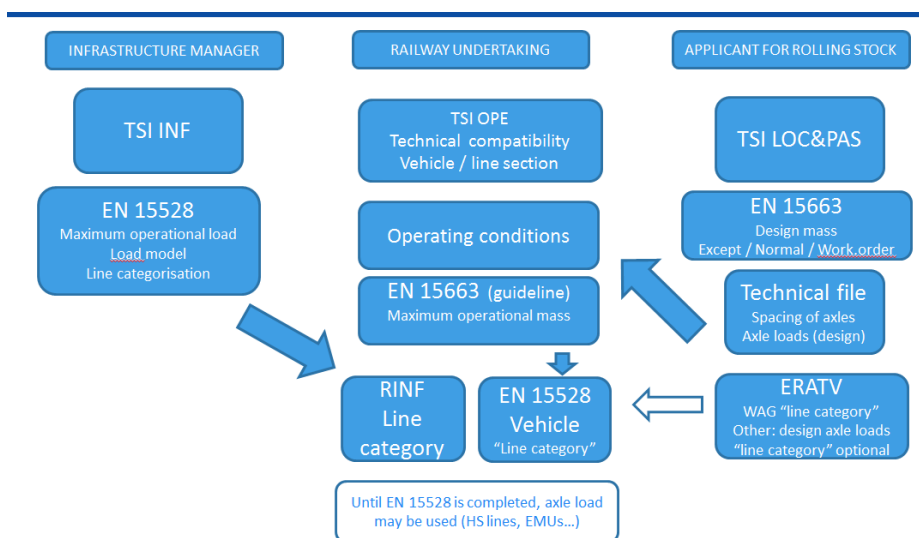 INFRASTRUCTURE MANAGER
RAILWAY UNDERTAKING
APPLICANT FOR ROLLING STOCK
TSI INF
TSI OPE
Technical compatibility
Vehicle / line section
TSI LOC&PAS
EN 15528
Maximum operational load
Load model
Line categorisation
Operating conditions
EN 15663
Design mass
Except / Normal / Work.order
EN 15663 (guideline)
Maximum operational mass
Technical file
Spacing of axles
Axle loads (design)
RINF
Line
category
EN 15528
Vehicle
“Line category”
ERATV
WAG “line category”
Other: design axle loads
“line category” optional
Until EN 15528 is completed, axle load
may be used (HS lines, EMUs...)